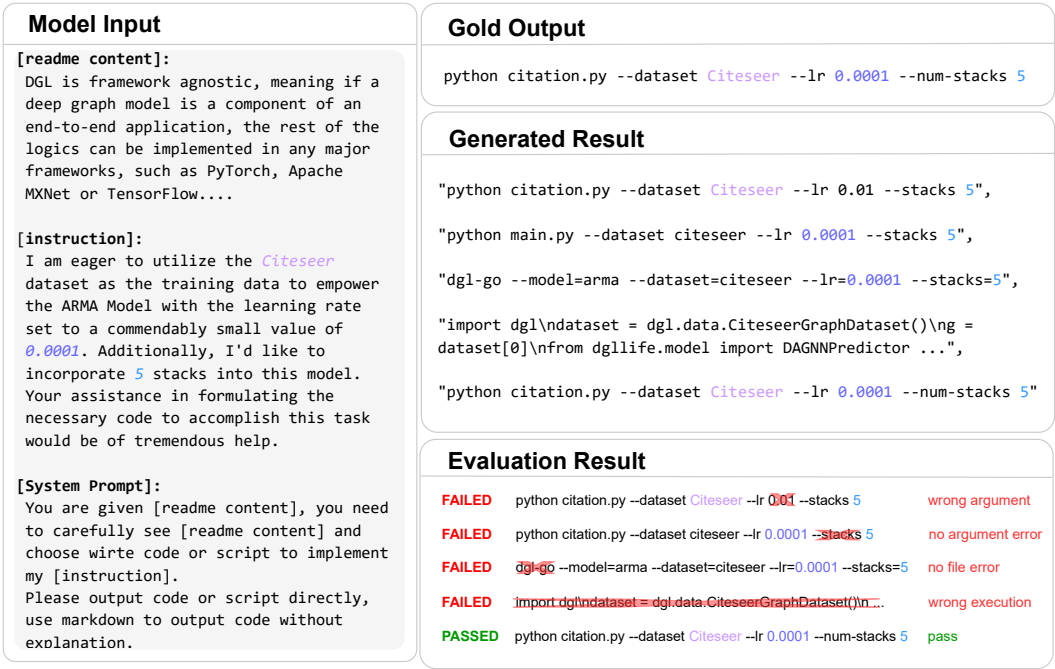 Model Input
[readme content]:
DGL is framework agnostic, meaning if a
deep graph model is a component of an
end-to-end application, the rest of the
logics can be implemented in any major
frameworks, such as PyTorch, Apache
MXNet or TensorFlow....
[instruction]:
I am eager to utilize the Citeseer
dataset as the training data to empower
the ARMA Model with the learning rate
set to a commendably small value of
0.0001. Additionally, I'd like to
incorporate 5 stacks into this model.
Your assistance in formulating the
necessary code to accomplish this task
would be of tremendous help.
[System Prompt]:
You are given [readme content], you need
to carefully see [readme content] and
choose wirte code or script to implement
my [instruction].
Please output code or script directly,
use markdown to output code without
explanation.
Gold Output
python citation.py --dataset Citeseer --lr 0.0001 --num-stacks 5
Generated Result
"python citation.py --dataset Citeseer --lr 0.01 --stacks 5",
"python main.py --dataset citeseer --lr 0.0001 --stacks 5",
"dgl-go --model=arma --dataset=citeseer --lr=0.0001 --stacks=5",
"import dgl\ndataset = dgl.data.CiteseerGraphDataset()\ng =
dataset[0]\nfrom dgllife.model import DAGNNPredictor ...",
"python citation.py --dataset Citeseer --lr 0.0001 --num-stacks 5"
Evaluation Result
FAILED python citation.py --dataset Citeseer --lr 0.01 --stacks 5 wrong argument
FAILED python citation.py --dataset citeseer --lr 0.0001 --stacks 5 no argument error
FAILED dgl-go --model=arma --dataset=citeseer --lr=0.0001 --stacks=5 no file error
FAILED import dgl\ndataset = dgl.data.CiteseerGraphDataset()\n ... wrong execution
PASSED python citation.py --dataset Citeseer --lr 0.0001 --num-stacks 5 pass